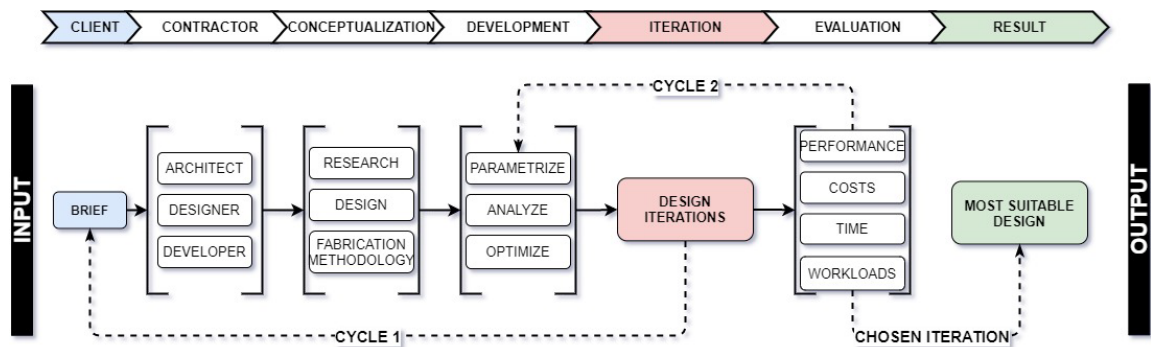 CLIENT
CONTRACTOR
CONCEPTUALIZATION
DEVELOPMENT
ITERATION
EVALUATION
RESULT
INPUT
BRIEF
ARCHITECT
DESIGNER
DEVELOPER
RESEARCH
DESIGN
FABRICATION
METHODOLOGY
PARAMETRIZE
ANALYZE
OPTIMIZE
DESIGN
ITERATIONS
CYCLE 2
PERFORMANCE
COSTS
TIME
WORKLOADS
MOST SUITABLE
DESIGN
OUTPUT
CYCLE 1
CHOSEN ITERATION